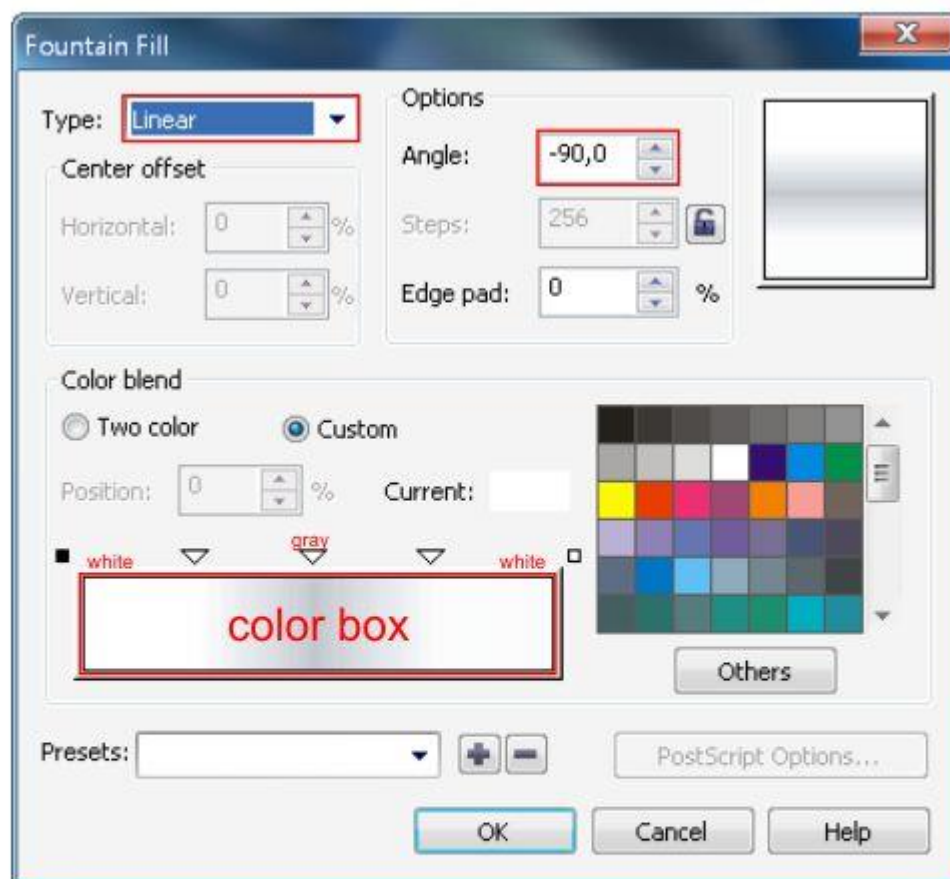 Fountain Fill
Type: Linear
Options
Angle: -90,0
Center offset
Horizontal: 0 %
Steps: 256
Vertical: 0 %
Edge pad: 0 %
Color blend
Two color
Custom
Position: 0 %
Current:
white
gray
white
color box
Others
Presets:
PostScript Options...
OK
Cancel
Help